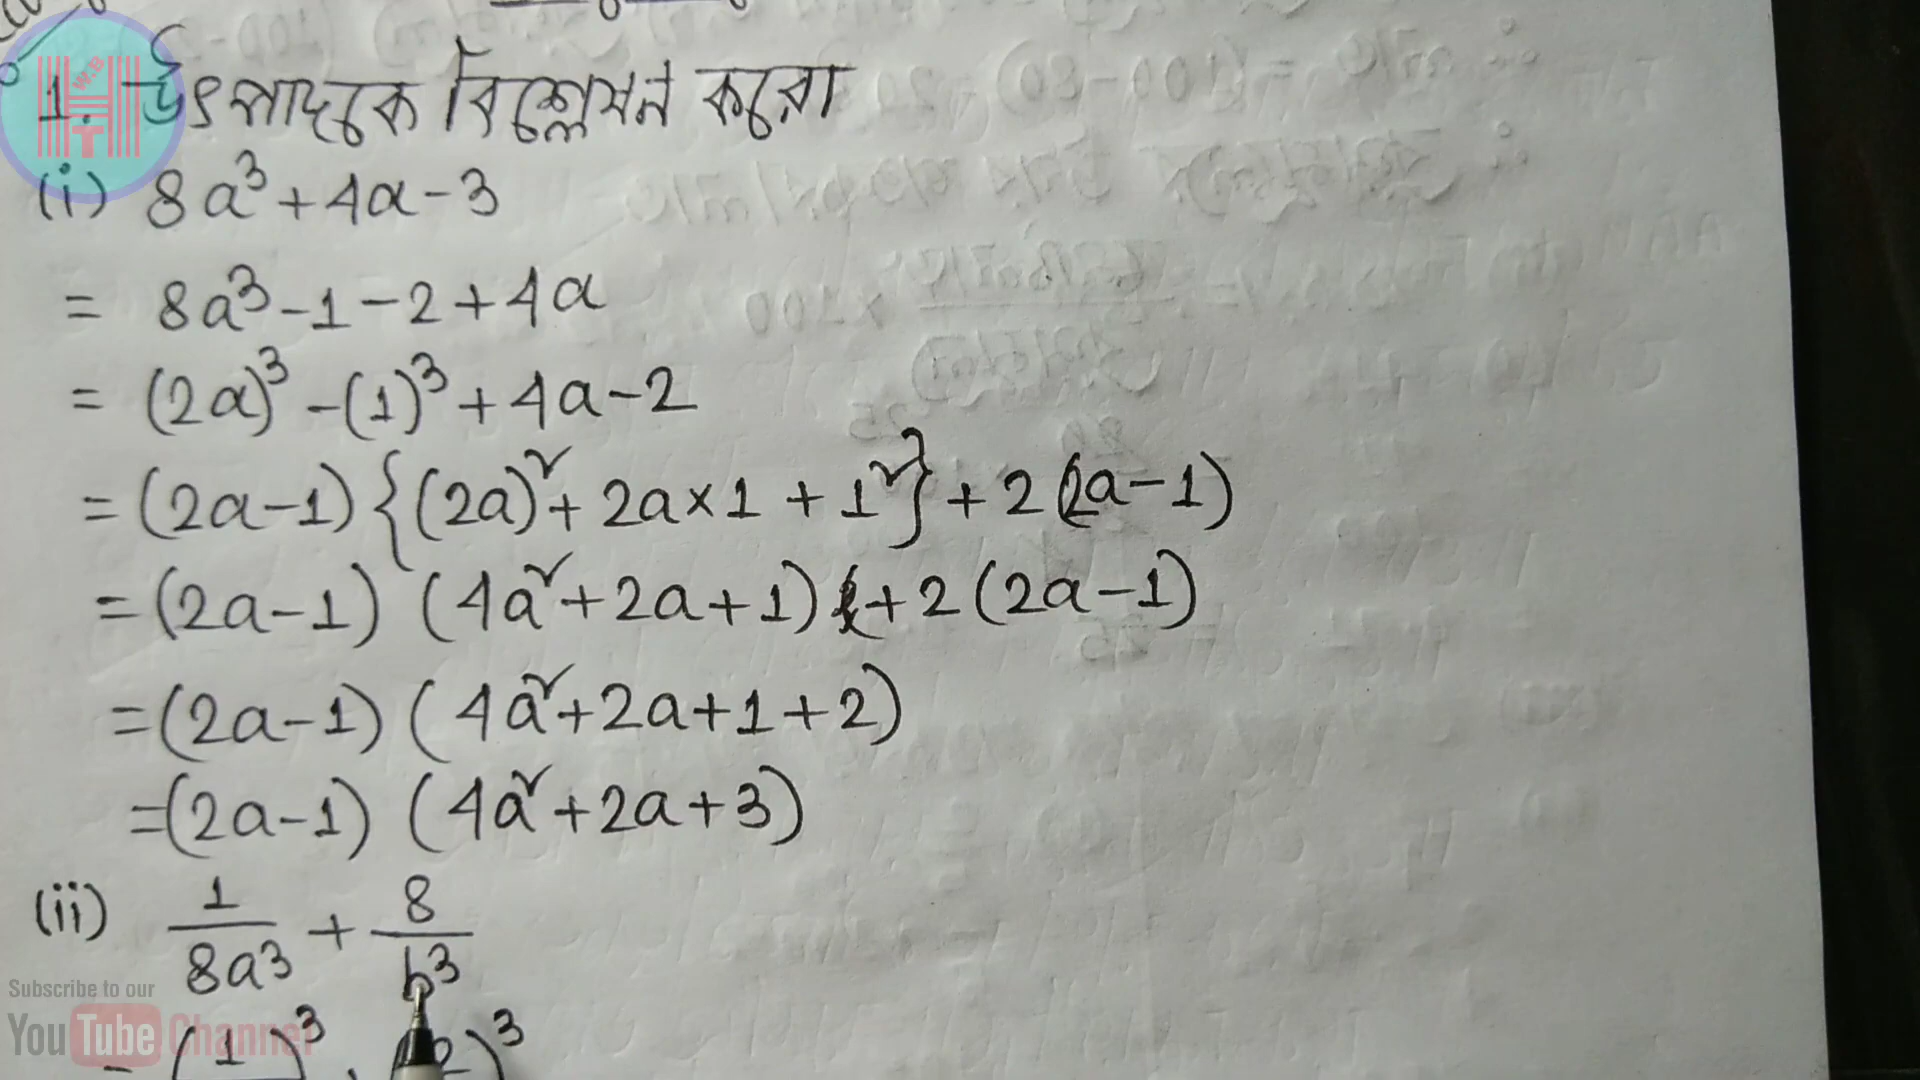 W.B
HT
1. উৎপাদকে বিশ্লেষন করো
(i) 8a³ + 4a - 3
= 8a³ - 1 - 2 + 4a
= (2a)³ - (1)³ + 4a - 2
= (2a - 1) {(2a)² + 2a × 1 + 1²} + 2 (2a - 1)
= (2a - 1) (4a² + 2a + 1) + 2 (2a - 1)
= (2a - 1) (4a² + 2a + 1 + 2)
= (2a - 1) (4a² + 2a + 3)
(ii) 1/8a³ + 8/b³
Subscribe to our
YouTube Channel